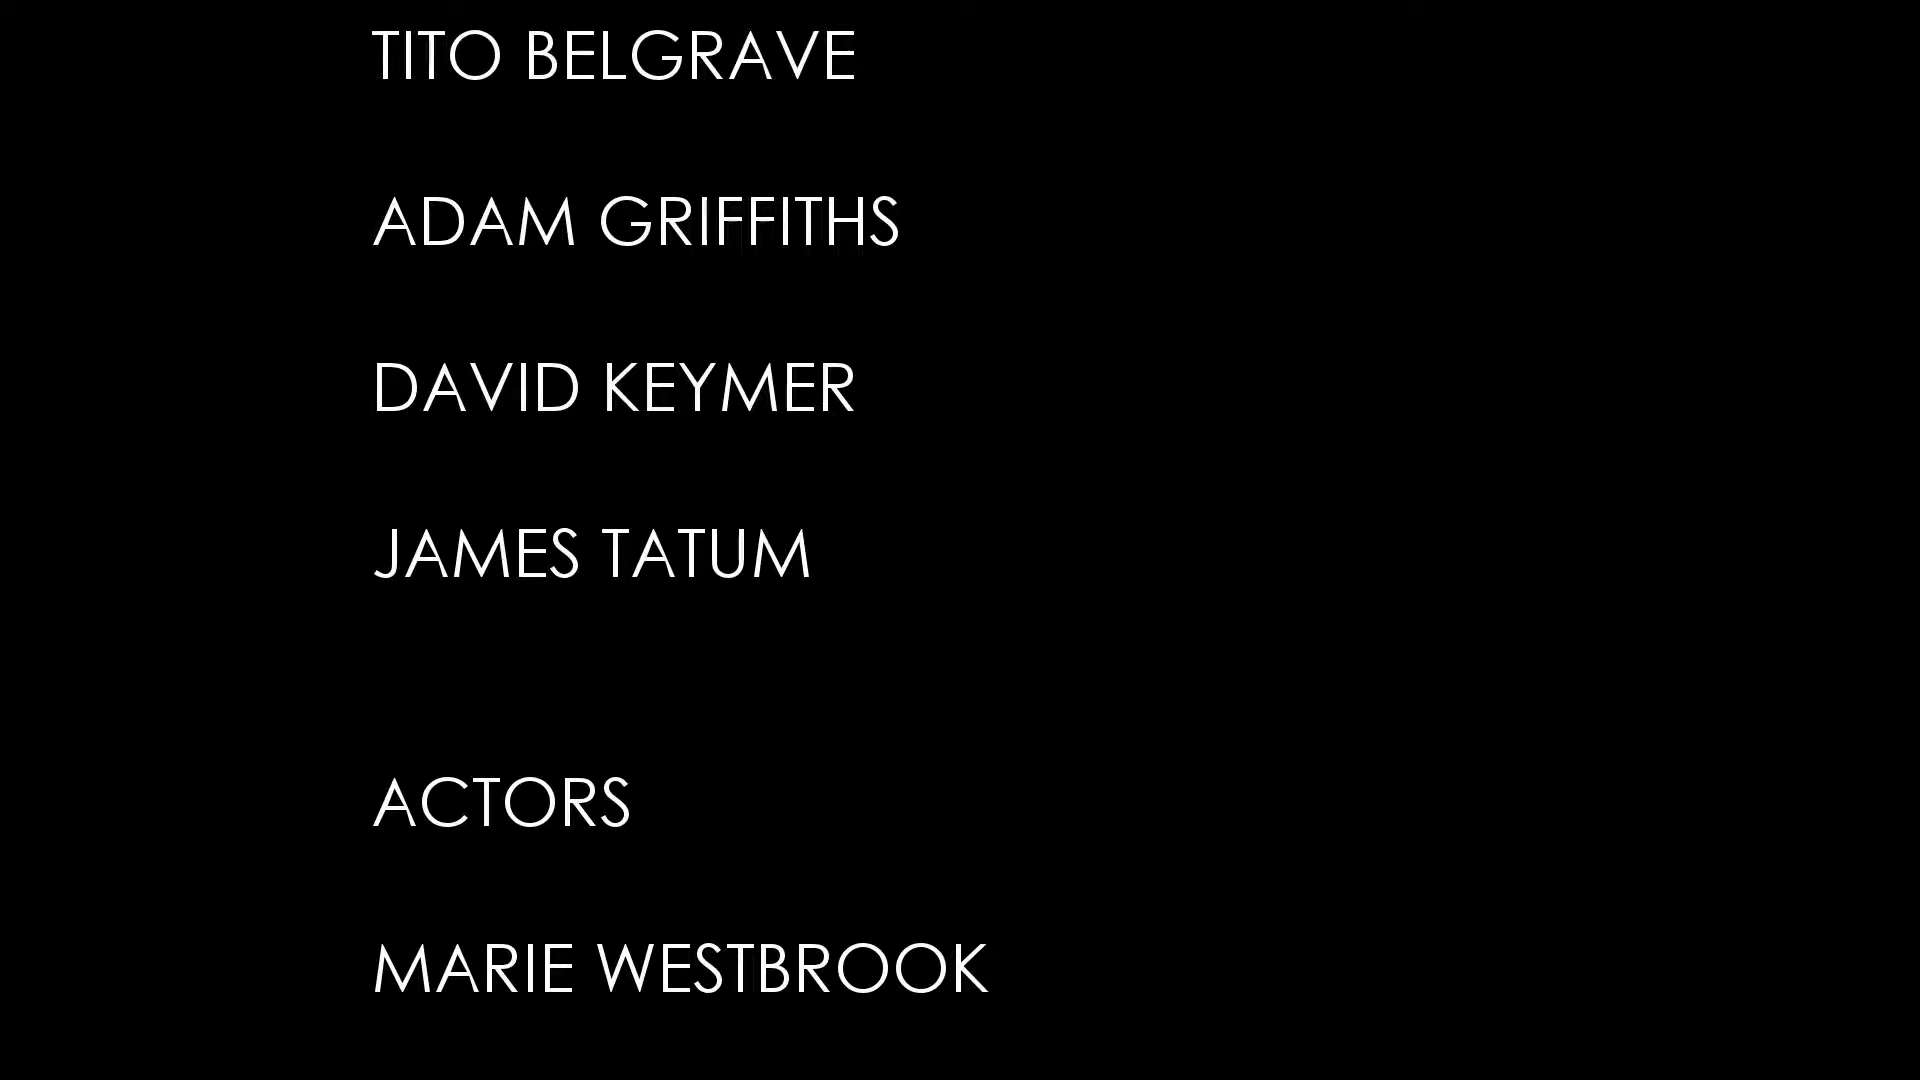 TITO BELGRAVE
ADAM GRIFFITHS
DAVID KEYMER
JAMES TATUM
ACTORS
MARIE WESTBROOK